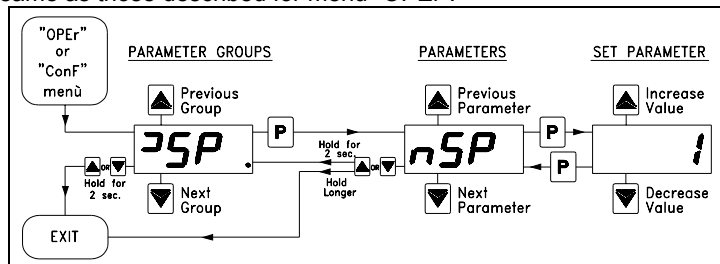 same as those described for menu "OPEr".
"OPEr"
or
"ConF"
menù
PARAMETER GROUPS
PARAMETERS
SET PARAMETER
Previous
Group
Previous
Parameter
Increase
Value
SP
P
Hold for
2 sec.
nSP
P
P
1
OR
Hold for
2 sec.
OR
Hold
Longer
Next
Group
Next
Parameter
Decrease
Value
EXIT